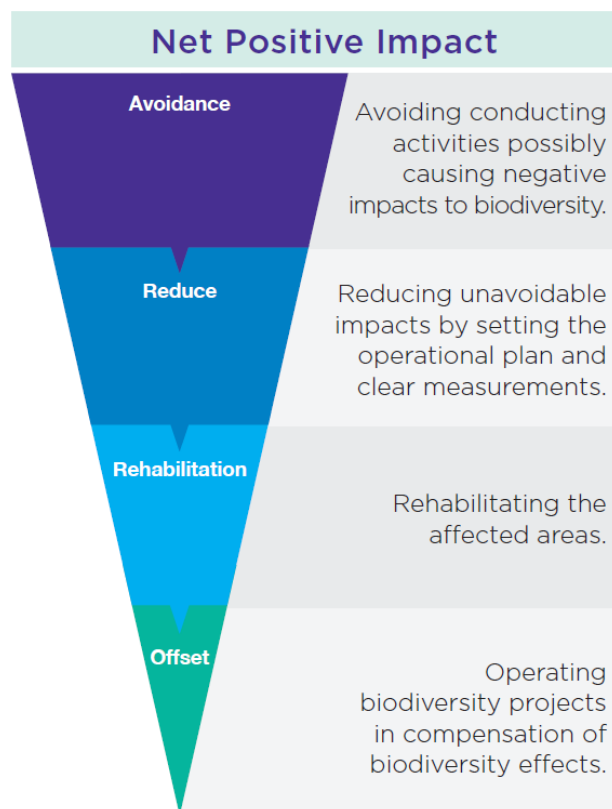 Net Positive Impact
Avoidance
Avoiding conducting
activities possibly
causing negative
impacts to biodiversity.
Reduce
Reducing unavoidable
impacts by setting the
operational plan and
clear measurements.
Rehabilitation
Rehabilitating the
affected areas.
Offset
Operating
biodiversity projects
in compensation of
biodiversity effects.